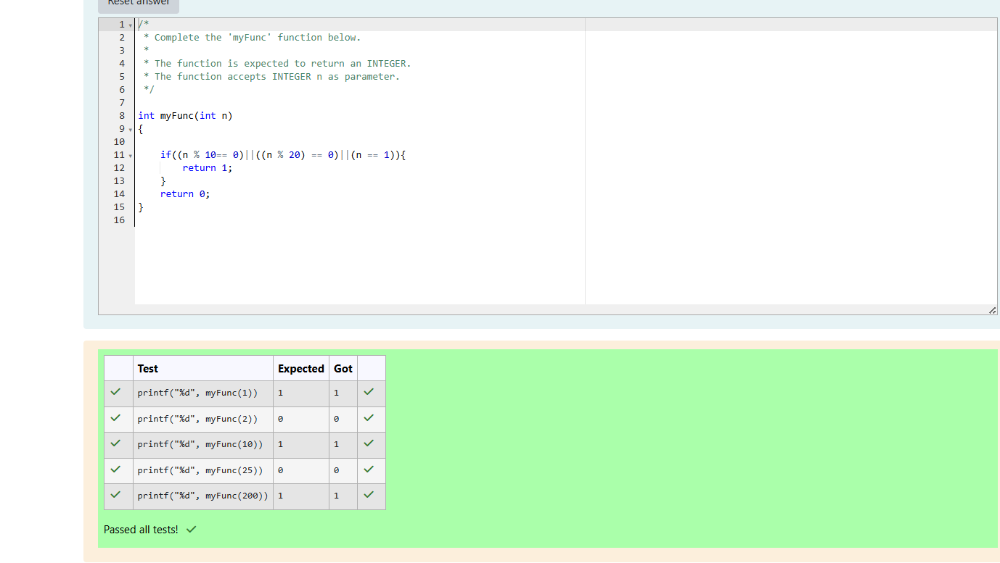 Reset answer
1 /*
2  * Complete the 'myFunc' function below.
3  *
4  * The function is expected to return an INTEGER.
5  * The function accepts INTEGER n as parameter.
6  */
7
8 int myFunc(int n)
9 {
10
11     if((n % 10== 0)||((n % 20) == 0)||(n == 1)){
12         return 1;
13     }
14     return 0;
15 }
16
Test Expected Got
printf("%d", myFunc(1)) 1 1
printf("%d", myFunc(2)) 0 0
printf("%d", myFunc(10)) 1 1
printf("%d", myFunc(25)) 0 0
printf("%d", myFunc(200)) 1 1
Passed all tests!